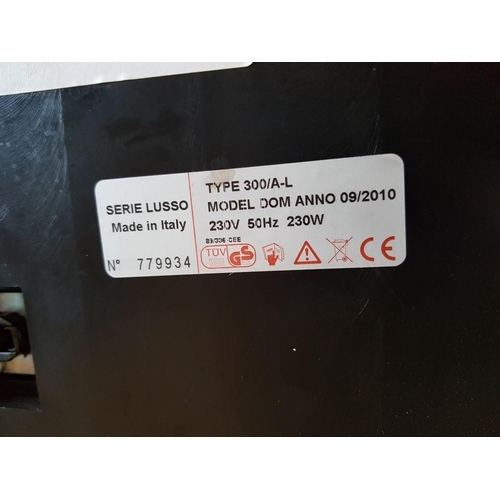 SERIE LUSSO
Made in Italy
N° 779934
TYPE 300/A-L
MODEL DOM ANNO 09/2010
230V 50Hz 230W
89/336-CEE
TÜV GS CE